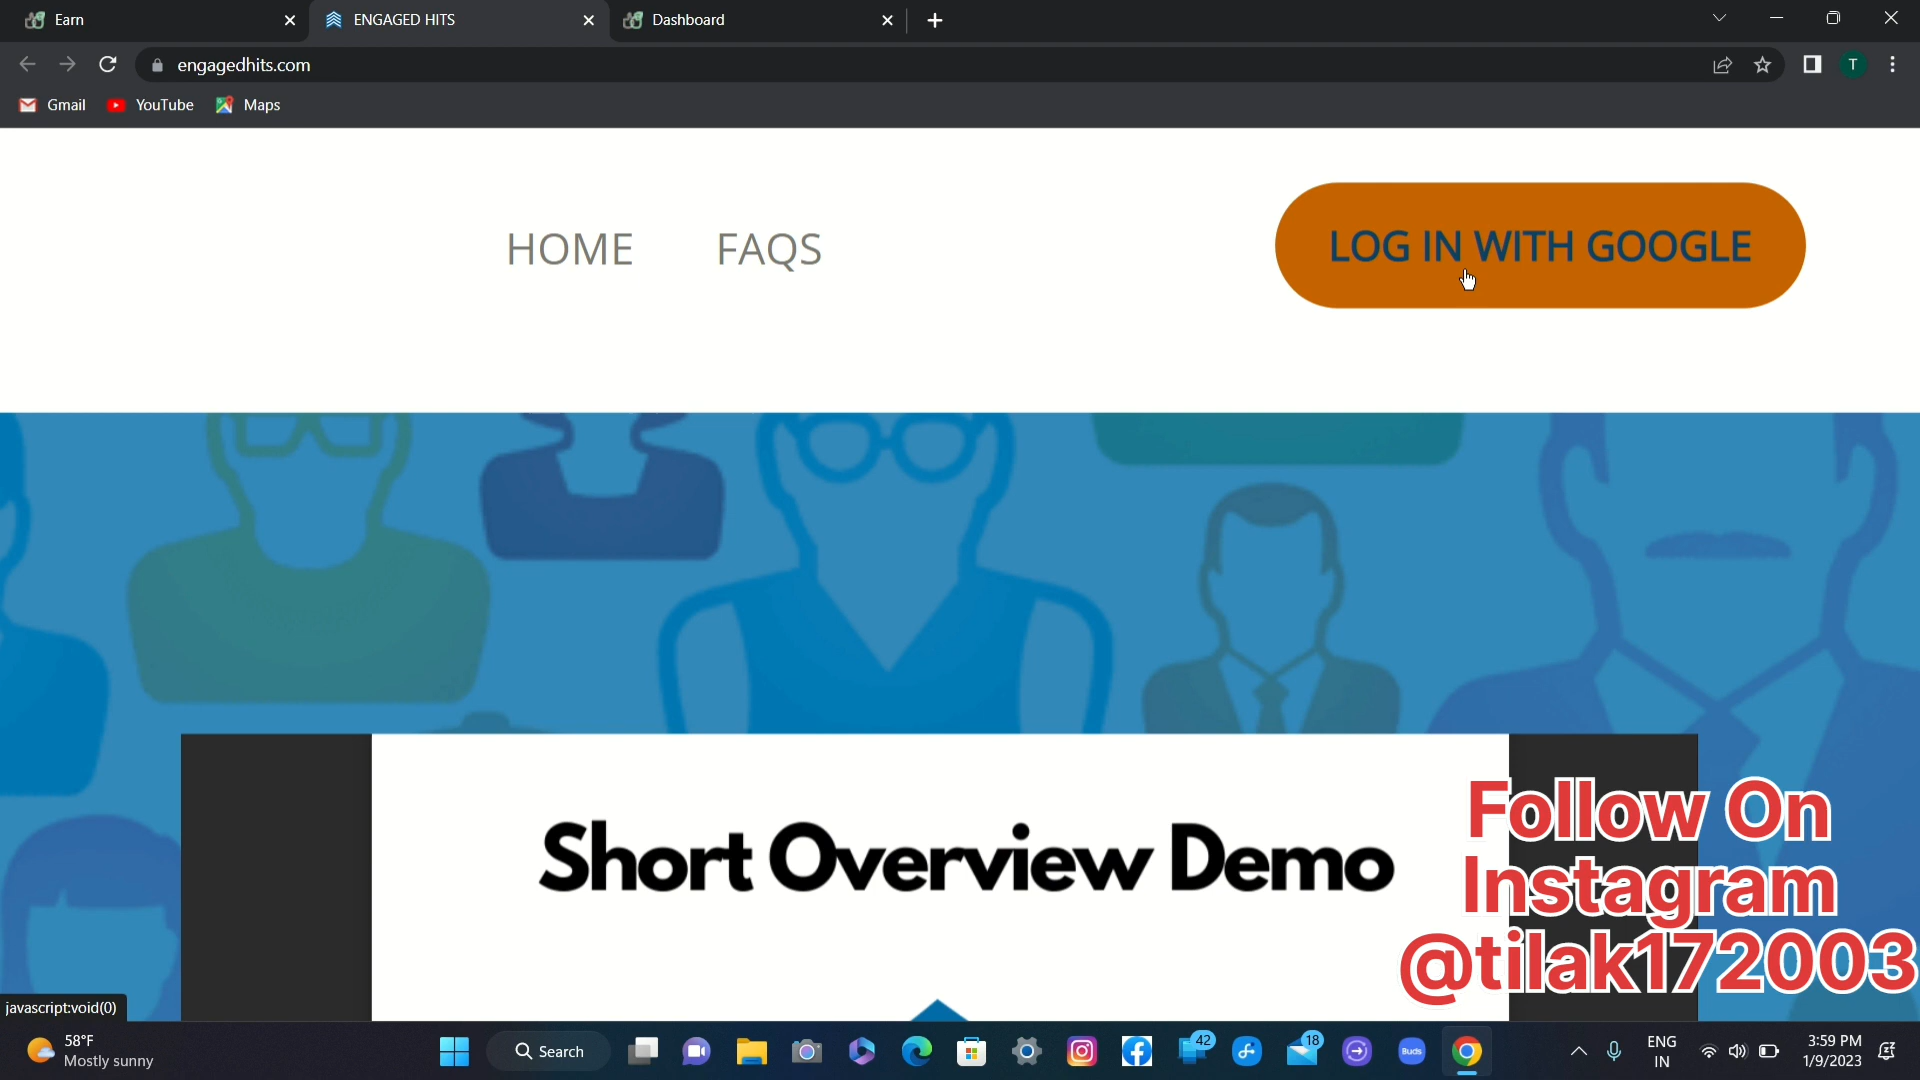 Earn
ENGAGED HITS
Dashboard
engagedhits.com
T
Gmail
YouTube
Maps
HOME
FAQS
LOG IN WITH GOOGLE
Short Overview Demo
Follow On
Instagram
@tilak172003
javascript:void(0)
58°F
Mostly sunny
Search
42
18
Buds
ENG
IN
3:59 PM
1/9/2023